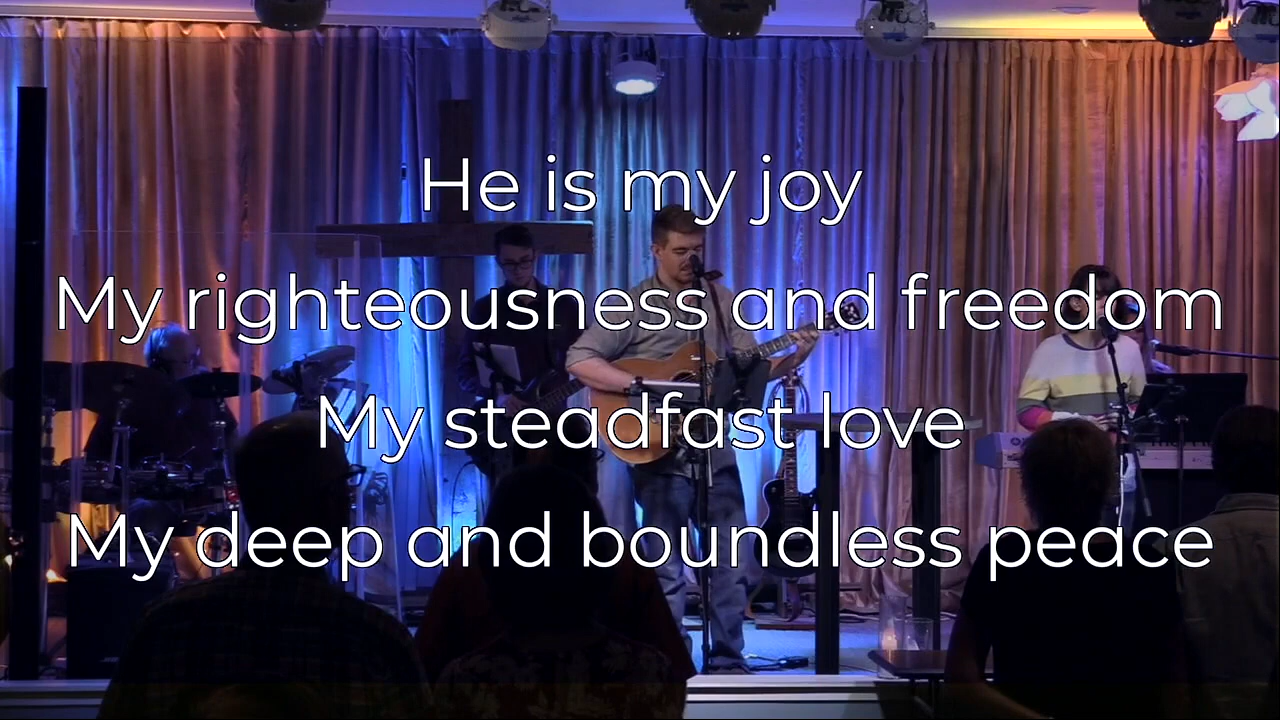 He is my joy
My righteousness and freedom
My steadfast love
My deep and boundless peace